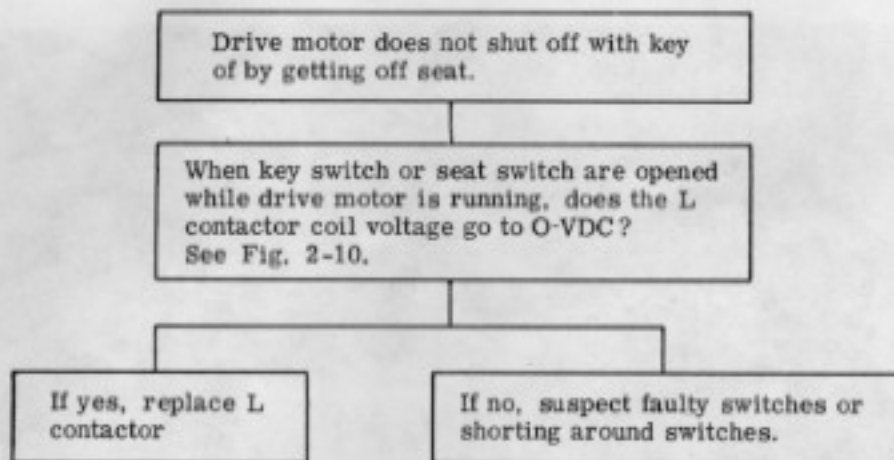 Drive motor does not shut off with key
of by getting off seat.
When key switch or seat switch are opened
while drive motor is running, does the L
contactor coil voltage go to O-VDC?
See Fig. 2-10.
If yes, replace L
contactor
If no, suspect faulty switches or
shorting around switches.